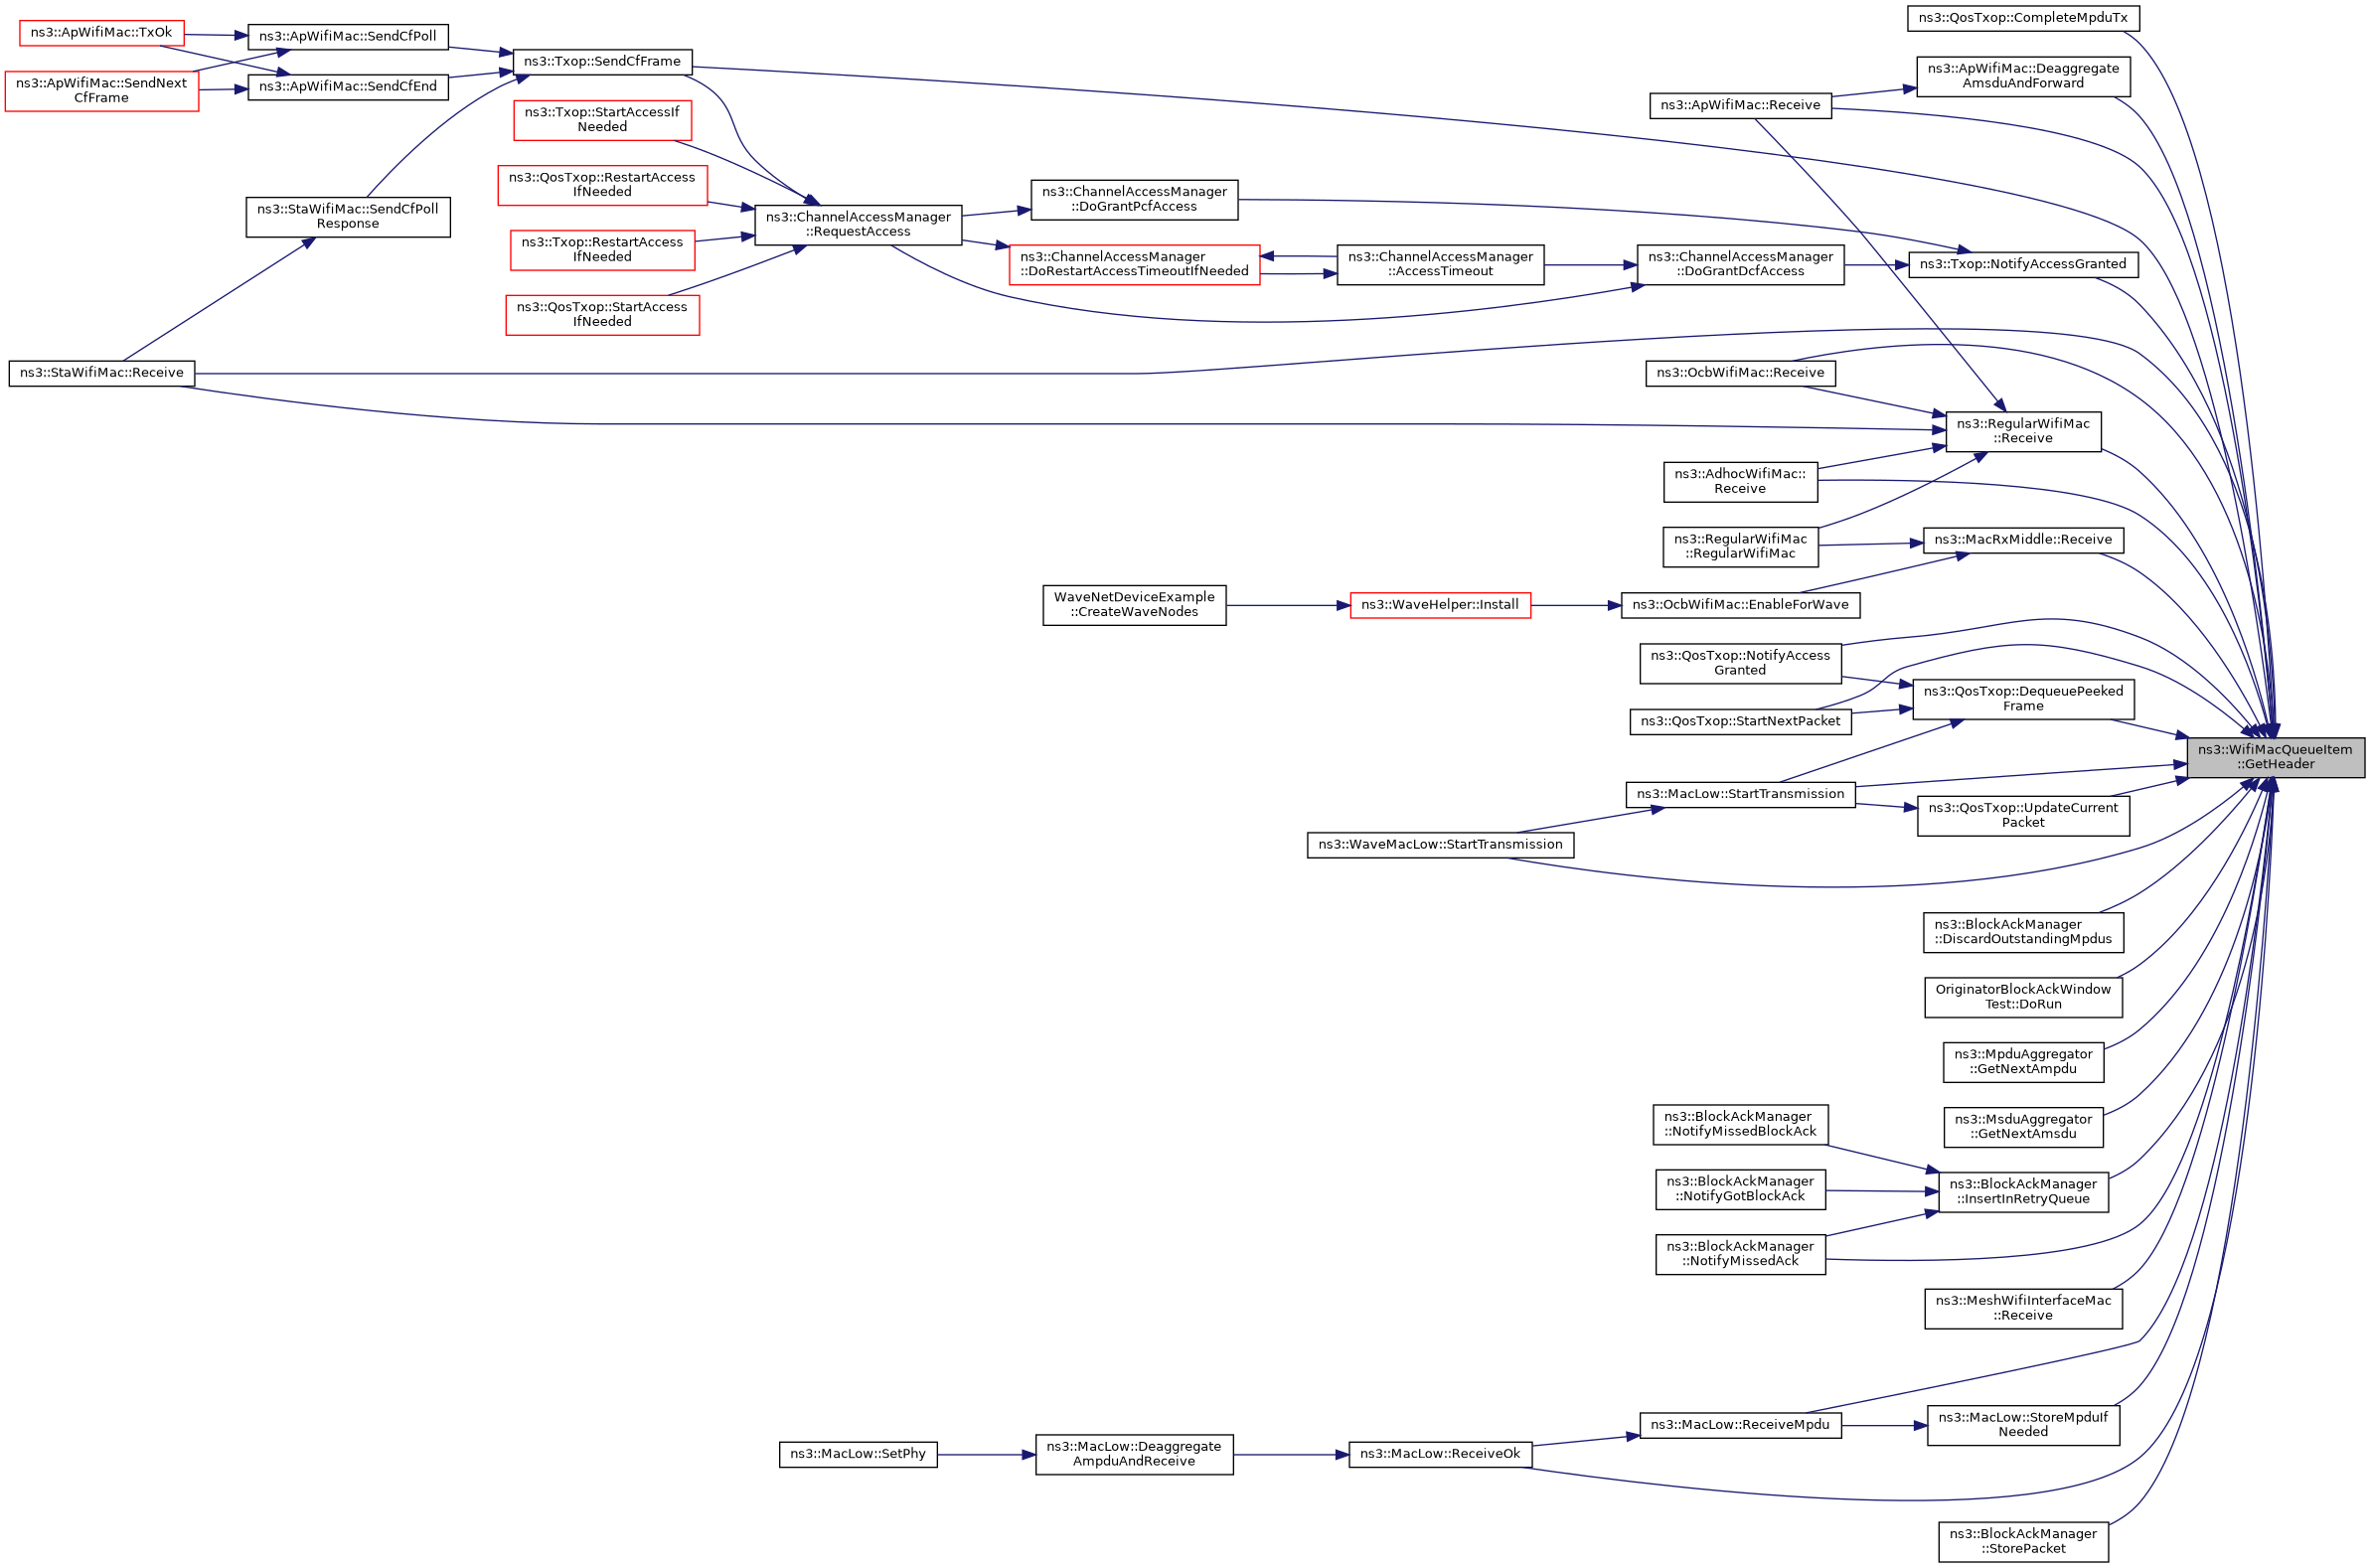 ns3::QosTxop::CompleteMpduTx
ns3::ApWifiMac::TxOk
ns3::ApWifiMac::SendCfPoll
ns3::Txop::SendCfFrame
ns3::ApWifiMac::Deaggregate
AmsduAndForward
ns3::ApWifiMac::SendNext
CfFrame
ns3::ApWifiMac::SendCfEnd
ns3::ApWifiMac::Receive
ns3::Txop::StartAccessIf
Needed
ns3::QosTxop::RestartAccess
IfNeeded
ns3::StaWifiMac::SendCfPoll
Response
ns3::ChannelAccessManager
::RequestAccess
ns3::ChannelAccessManager
::DoGrantPcfAccess
ns3::Txop::RestartAccess
IfNeeded
ns3::ChannelAccessManager
::DoRestartAccessTimeoutIfNeeded
ns3::ChannelAccessManager
::AccessTimeout
ns3::ChannelAccessManager
::DoGrantDcfAccess
ns3::Txop::NotifyAccessGranted
ns3::QosTxop::StartAccess
IfNeeded
ns3::StaWifiMac::Receive
ns3::OcbWifiMac::Receive
ns3::RegularWifiMac
::Receive
ns3::AdhocWifiMac::
Receive
ns3::RegularWifiMac
::RegularWifiMac
ns3::MacRxMiddle::Receive
WaveNetDeviceExample
::CreateWaveNodes
ns3::WaveHelper::Install
ns3::OcbWifiMac::EnableForWave
ns3::QosTxop::NotifyAccess
Granted
ns3::QosTxop::DequeuePeeked
Frame
ns3::QosTxop::StartNextPacket
ns3::WifiMacQueueItem
::GetHeader
ns3::MacLow::StartTransmission
ns3::QosTxop::UpdateCurrent
Packet
ns3::WaveMacLow::StartTransmission
ns3::BlockAckManager
::DiscardOutstandingMpdus
OriginatorBlockAckWindow
Test::DoRun
ns3::MpduAggregator
::GetNextAmpdu
ns3::MsduAggregator
::GetNextAmsdu
ns3::BlockAckManager
::NotifyMissedBlockAck
ns3::BlockAckManager
::NotifyGotBlockAck
ns3::BlockAckManager
::InsertInRetryQueue
ns3::BlockAckManager
::NotifyMissedAck
ns3::MeshWifiInterfaceMac
::Receive
ns3::MacLow::ReceiveMpdu
ns3::MacLow::StoreMpduIf
Needed
ns3::MacLow::SetPhy
ns3::MacLow::Deaggregate
AmpduAndReceive
ns3::MacLow::ReceiveOk
ns3::BlockAckManager
::StorePacket